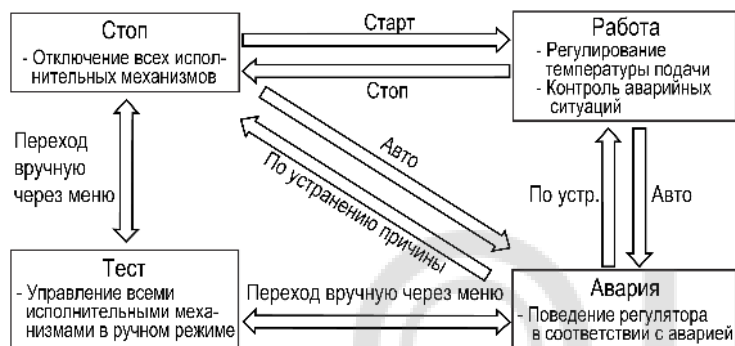 Стоп
- Отключение всех испол-
нительных механизмов
Старт
Стоп
Работа
- Регулирование
температуры подачи
- Контроль аварийных
ситуаций
Переход
вручную
через меню
Авто
По устранению причины
По устр.
Авто
Тест
- Управление всеми
исполнительными меха-
низмами в ручном режиме
Переход вручную через меню
Авария
- Поведение регулятора
в соответствии с аварией